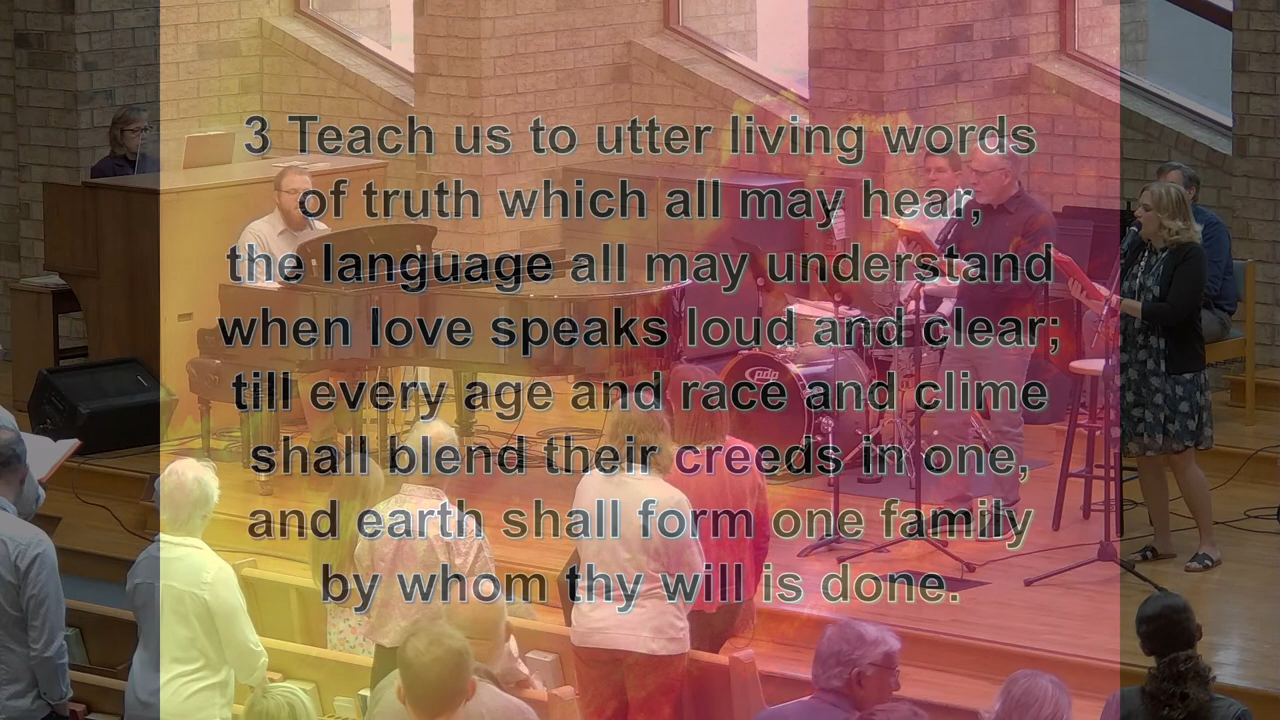 3 Teach us to utter living words
of truth which all may hear,
the language all may understand
when love speaks loud and clear;
till every age and race and clime
shall blend their creeds in one,
and earth shall form one family
by whom thy will is done.
pdp